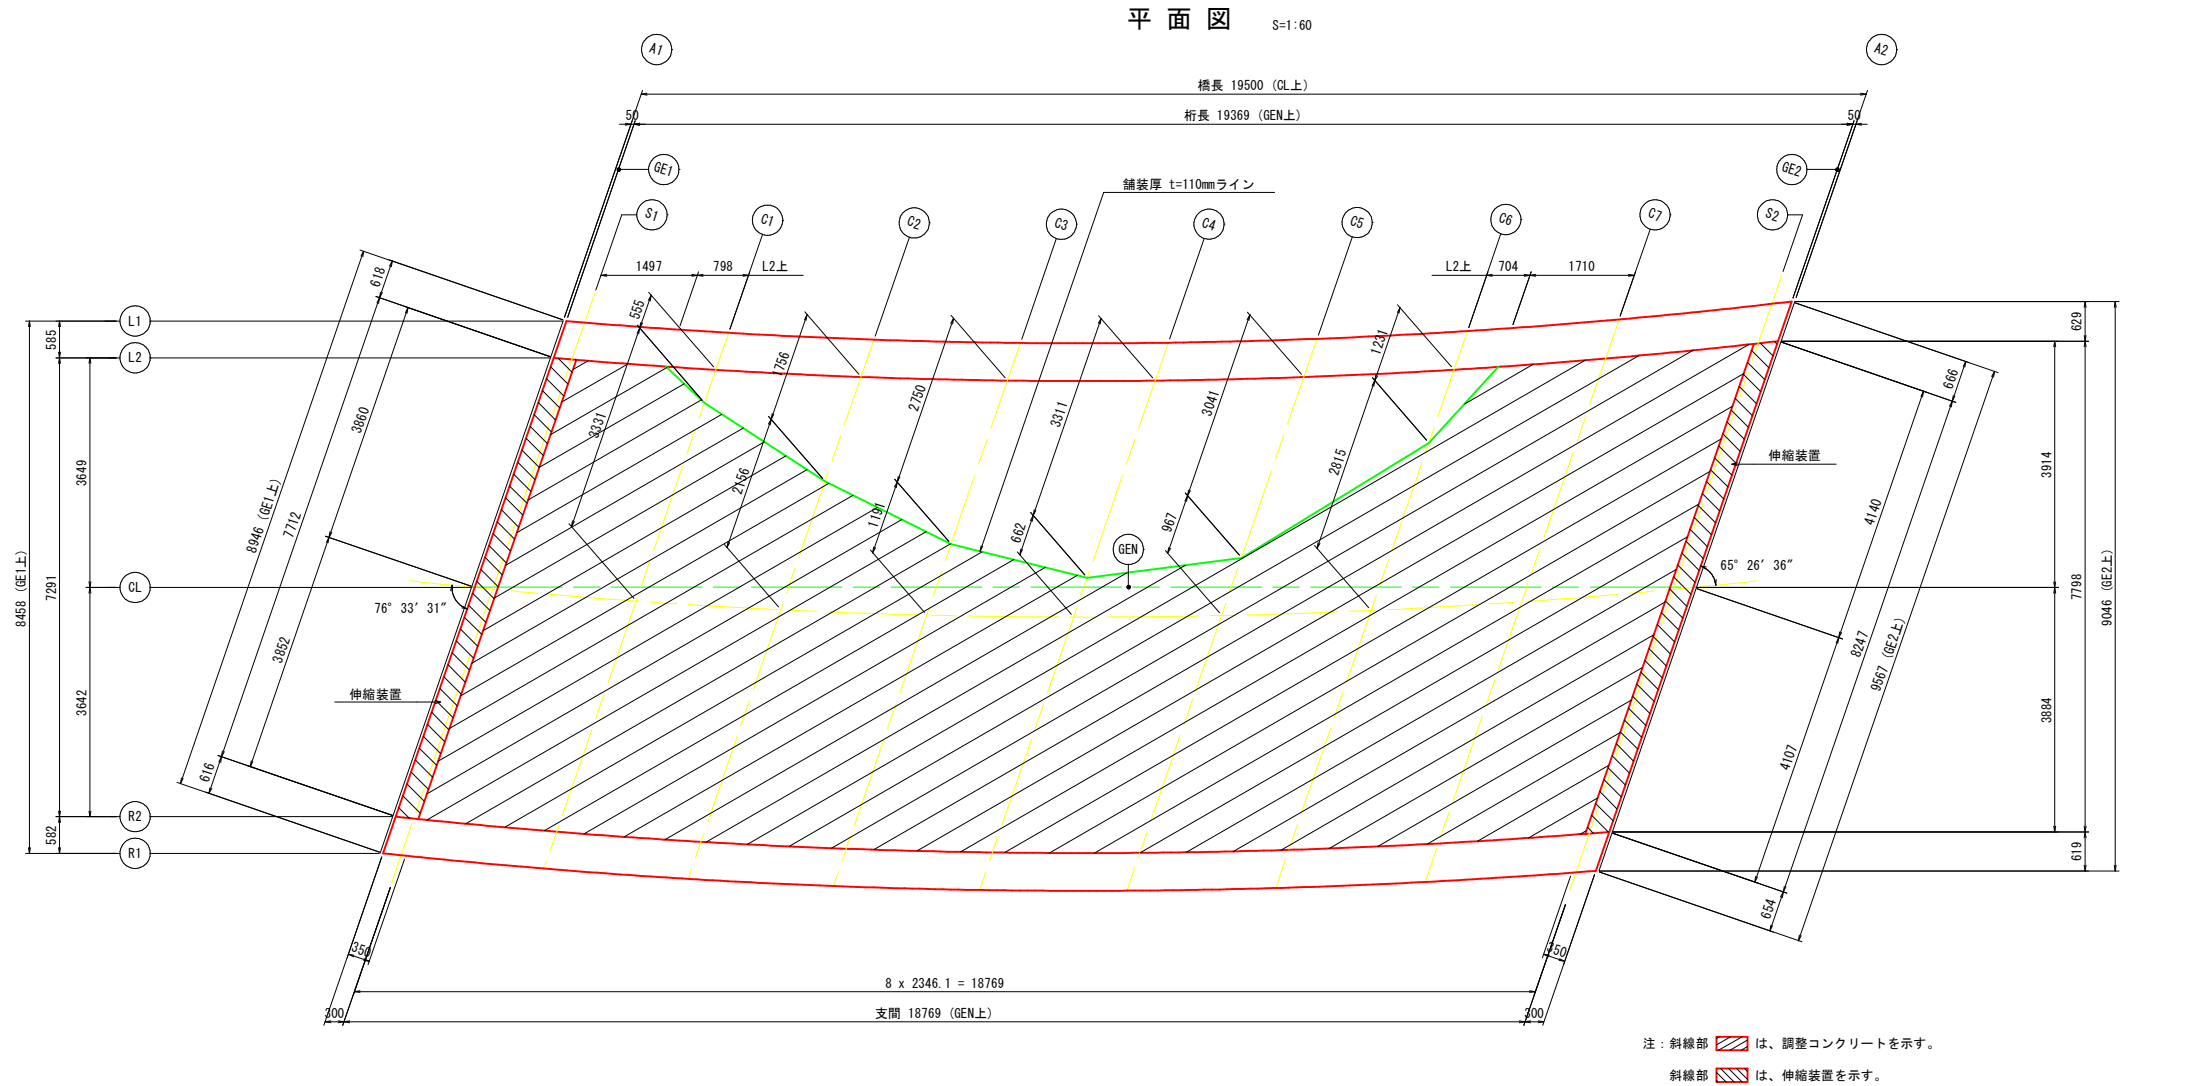 平 面 図 S=1:60
A1 A2
橋長 19500 (CL上)
50 桁長 19369 (GEN上) 50
GE1 GE2
舗装厚 t=110mmライン
S1 C1 C2 C3 C4 C5 C6 C7 S2
1497 798 L2上 L2上 704 1710
618 555 1756 2750 3311 3041 1231
L1 L2 CL R2 R1
585
3649
7291
8458 (GE1上)
3642
582
3860
7712
8946 (GE1上)
3852
616
3331 2156 1191 662 967 2815
GEN
76° 33′ 31″
65° 26′ 36″
伸縮装置
伸縮装置
629
666
3914
4140
7798
9046 (GE2上)
8247
9567 (GE2上)
3884
4107
619
654
350 350
8 x 2346.1 = 18769
300 支間 18769 (GEN上) 300
注：斜線部 は、調整コンクリートを示す。
斜線部 は、伸縮装置を示す。